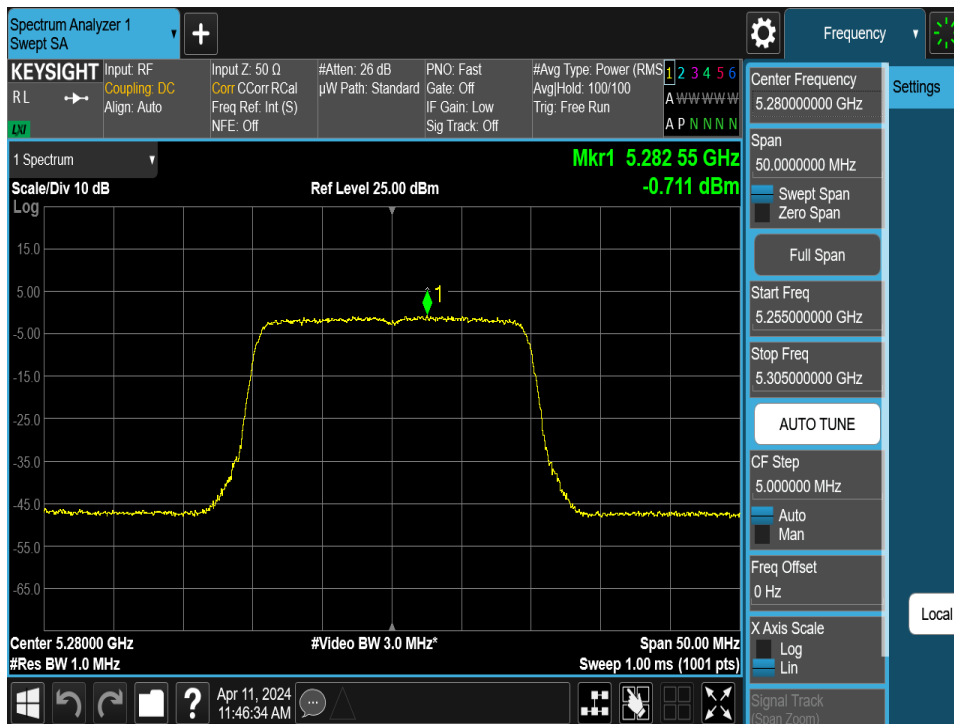 Spectrum Analyzer 1
Swept SA
+
Frequency
KEYSIGHT
R L
LXI
Input: RF
Coupling: DC
Align: Auto
Input Z: 50 Ω
Corr CCorr RCal
Freq Ref: Int (S)
NFE: Off
#Atten: 26 dB
µW Path: Standard
PNO: Fast
Gate: Off
IF Gain: Low
Sig Track: Off
#Avg Type: Power (RMS
Avg|Hold: 100/100
Trig: Free Run
1 2 3 4 5 6
A W W W W W
A P N N N N
1 Spectrum
Mkr1 5.282 55 GHz
-0.711 dBm
Scale/Div 10 dB
Ref Level 25.00 dBm
Log
15.0
5.00
-5.00
-15.0
-25.0
-35.0
-45.0
-55.0
-65.0
1
Center 5.28000 GHz
#Video BW 3.0 MHz*
Span 50.00 MHz
#Res BW 1.0 MHz
Sweep 1.00 ms (1001 pts)
Center Frequency
5.280000000 GHz
Span
50.0000000 MHz
Swept Span
Zero Span
Full Span
Start Freq
5.255000000 GHz
Stop Freq
5.305000000 GHz
AUTO TUNE
CF Step
5.000000 MHz
Auto
Man
Freq Offset
0 Hz
X Axis Scale
Log
Lin
Signal Track
(Span Zoom)
Settings
Local
?
Apr 11, 2024
11:46:34 AM